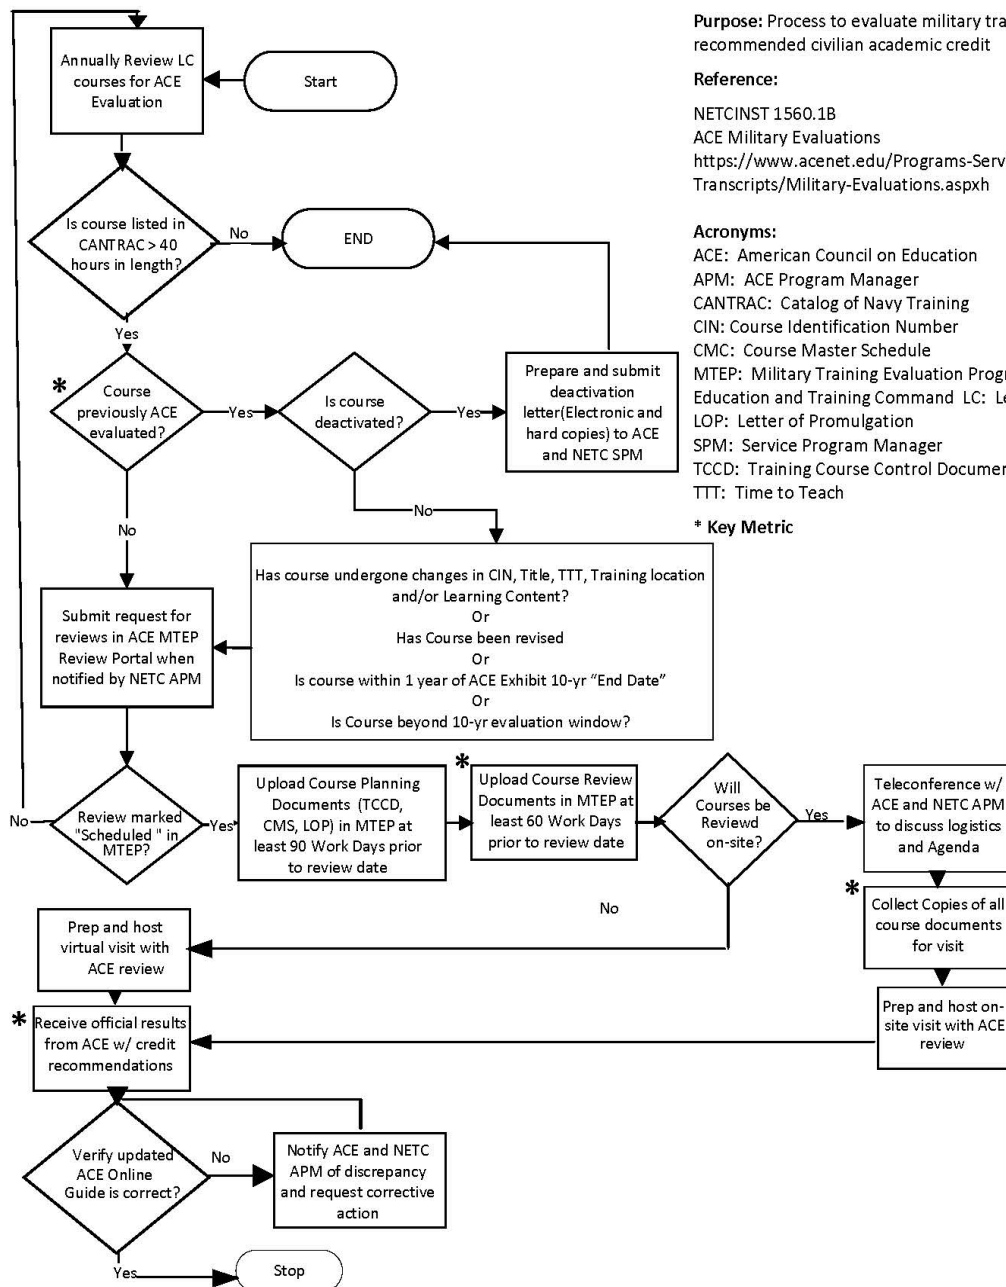 Purpose: Process to evaluate military tra
recommended civilian academic credit
Reference:
NETCINST 1560.1B
ACE Military Evaluations
https://www.acenet.edu/Programs-Serv
Transcripts/Military-Evaluations.aspxh
Acronyms:
ACE: American Council on Education
APM: ACE Program Manager
CANTRAC: Catalog of Navy Training
CIN: Course Identification Number
CMC: Course Master Schedule
MTEP: Military Training Evaluation Progr
Education and Training Command LC: Le
LOP: Letter of Promulgation
SPM: Service Program Manager
TCCD: Training Course Control Documen
TTT: Time to Teach
* Key Metric
Start
Annually Review LC
courses for ACE
Evaluation
Is course listed in
CANTRAC > 40
hours in length?
No
END
Yes
*
Course
previously ACE
evaluated?
Yes
Is course
deactivated?
Yes
Prepare and submit
deactivation
letter(Electronic and
hard copies) to ACE
and NETC SPM
No
No
Has course undergone changes in CIN, Title, TTT, Training location
and/or Learning Content?
Or
Has Course been revised
Or
Is course within 1 year of ACE Exhibit 10-yr “End Date”
Or
Is Course beyond 10-yr evaluation window?
Submit request for
reviews in ACE MTEP
Review Portal when
notified by NETC APM
No
Review marked
"Scheduled " in
MTEP?
Yes
Upload Course Planning
Documents (TCCD,
CMS, LOP) in MTEP at
least 90 Work Days prior
to review date
*
Upload Course Review
Documents in MTEP at
least 60 Work Days
prior to review date
Will
Courses be
Reviewd
on-site?
Yes
Teleconference w/
ACE and NETC APM
to discuss logistics
and Agenda
*
Collect Copies of all
course documents
for visit
No
Prep and host
virtual visit with
ACE review
Prep and host on-
site visit with ACE
review
*
Receive official results
from ACE w/ credit
recommendations
Verify updated
ACE Online
Guide is correct?
No
Notify ACE and NETC
APM of discrepancy
and request corrective
action
Yes
Stop